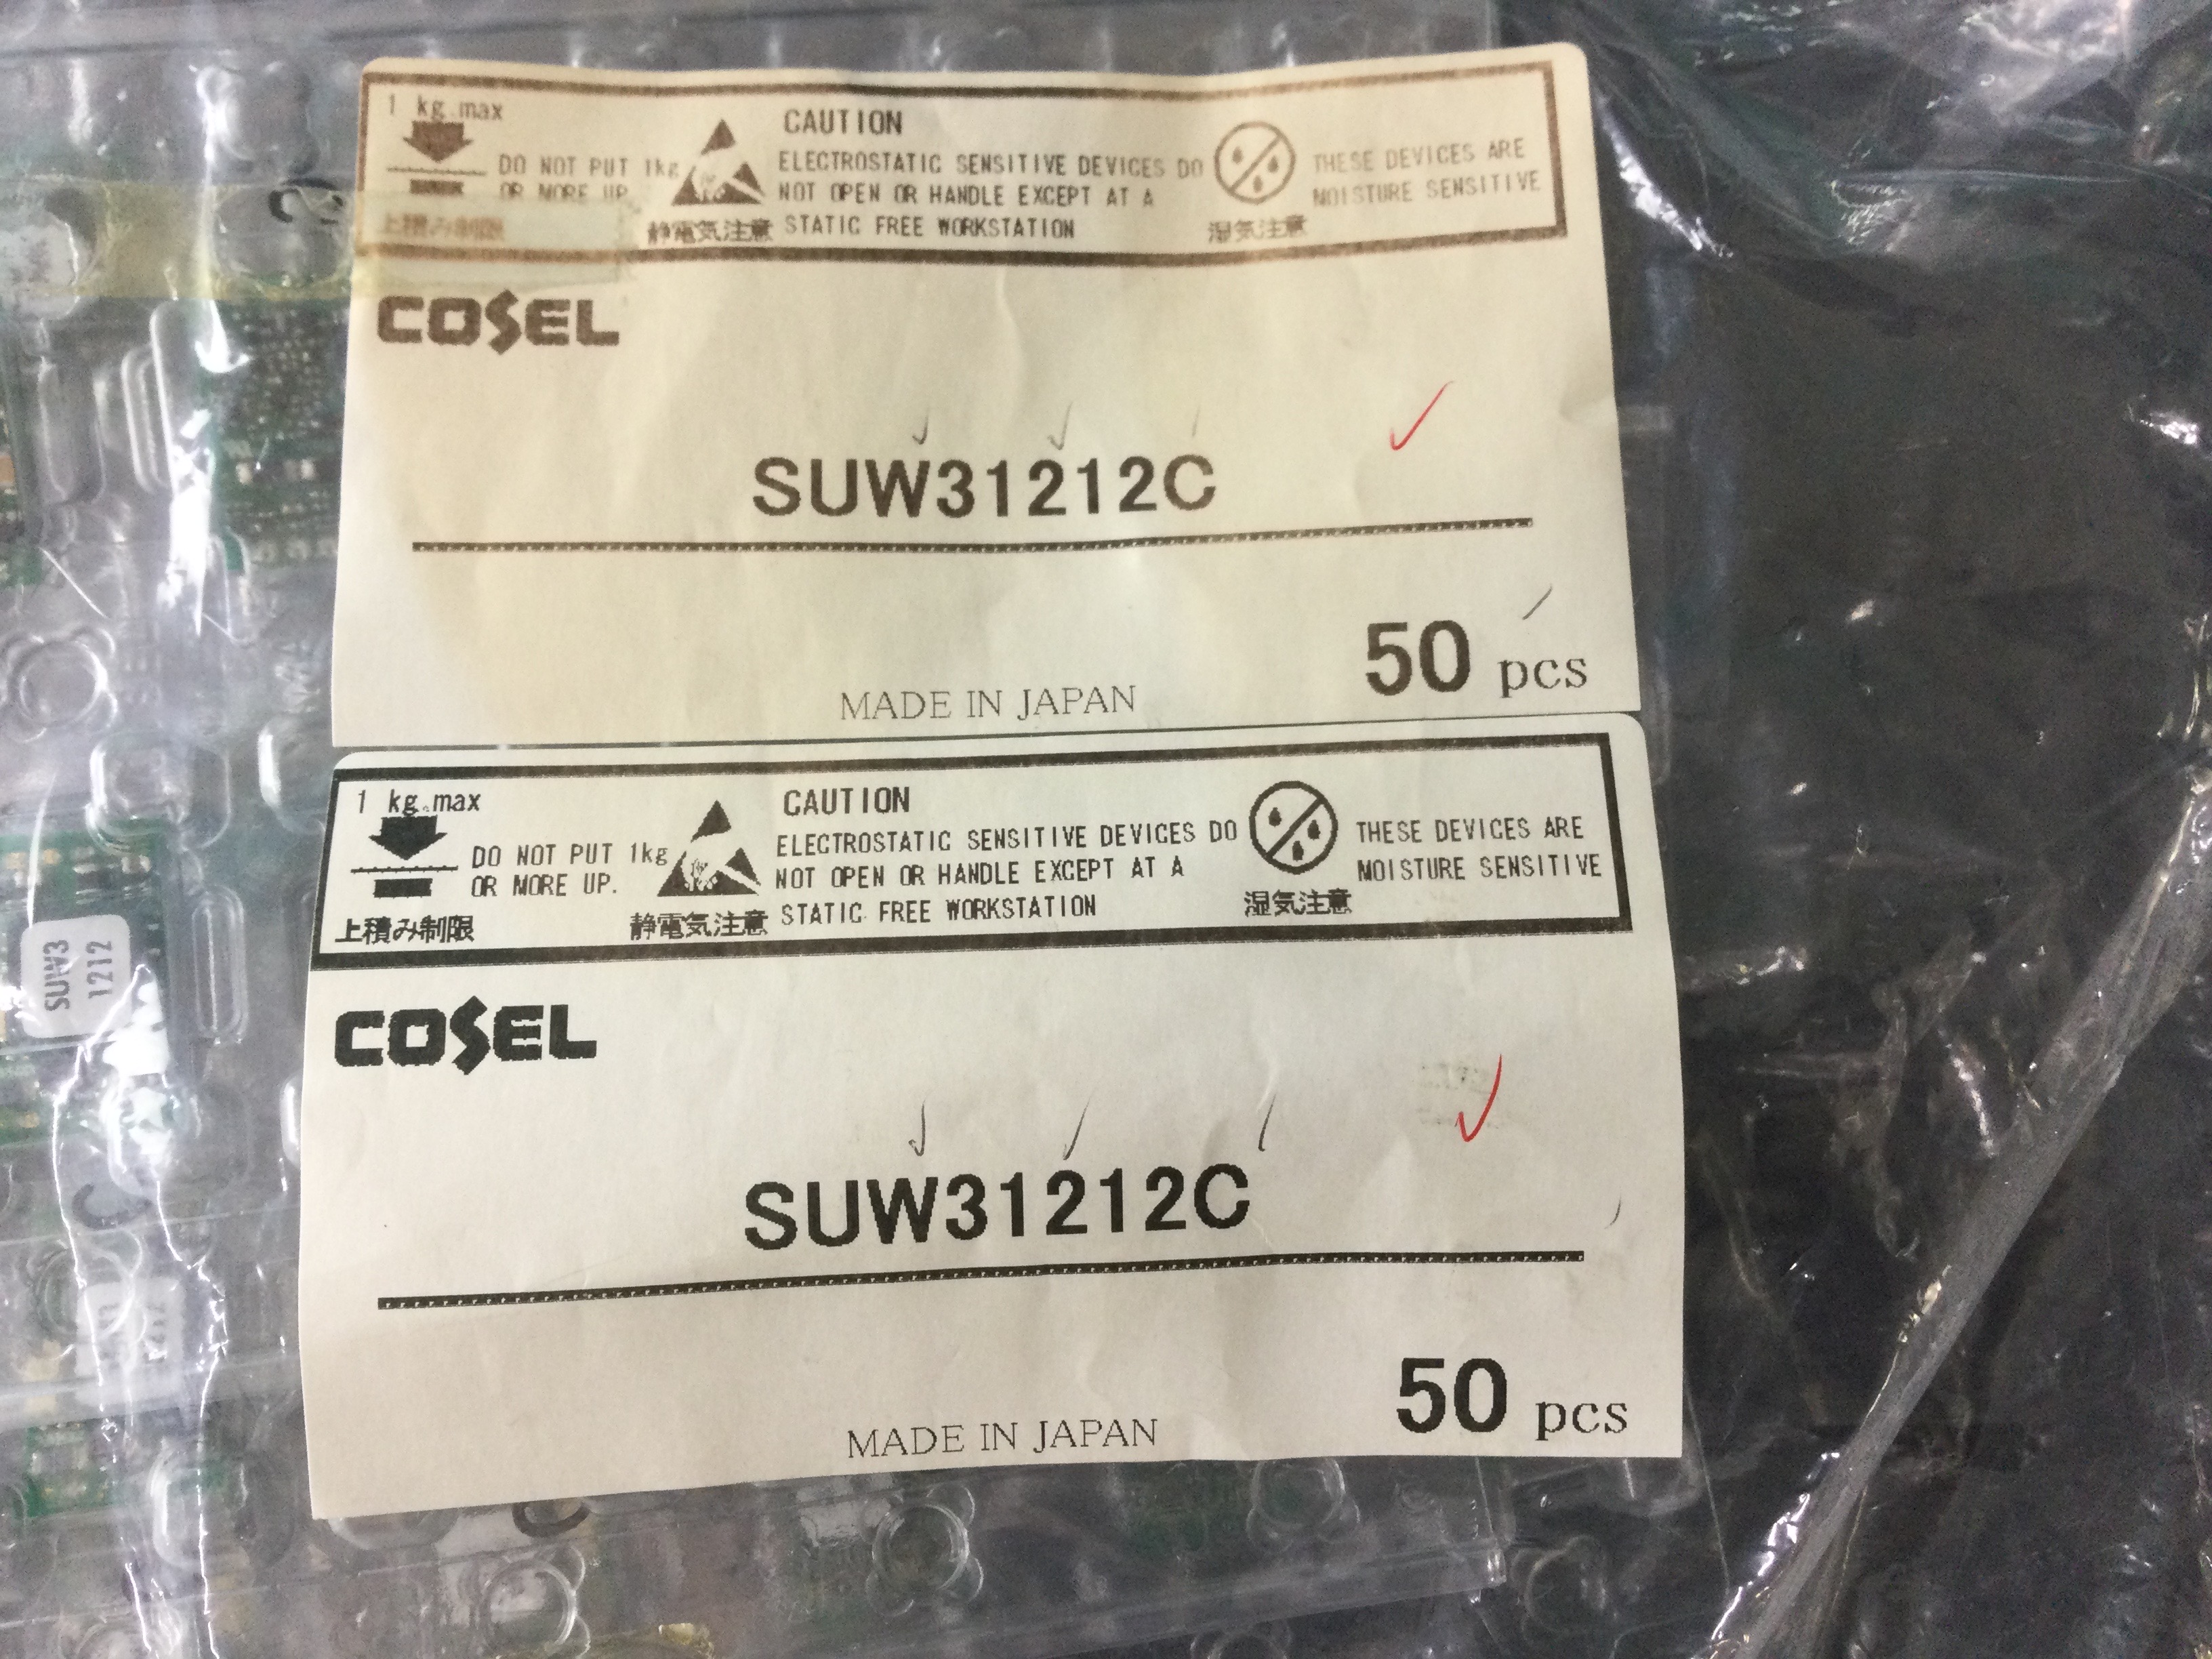 1 kg.max
DO NOT PUT 1kg
OR MORE UP.
上積み制限
静電気注意
CAUTION
ELECTROSTATIC SENSITIVE DEVICES DO
NOT OPEN OR HANDLE EXCEPT AT A
STATIC FREE WORKSTATION
湿気注意
THESE DEVICES ARE
MOISTURE SENSITIVE
COSEL
SUW31212C
50 pcs
MADE IN JAPAN
1 kg.max
DO NOT PUT 1kg
OR MORE UP.
上積み制限
静電気注意
CAUTION
ELECTROSTATIC SENSITIVE DEVICES DO
NOT OPEN OR HANDLE EXCEPT AT A
STATIC FREE WORKSTATION
湿気注意
THESE DEVICES ARE
MOISTURE SENSITIVE
COSEL
SUW31212C
50 pcs
MADE IN JAPAN
SUW3
1212